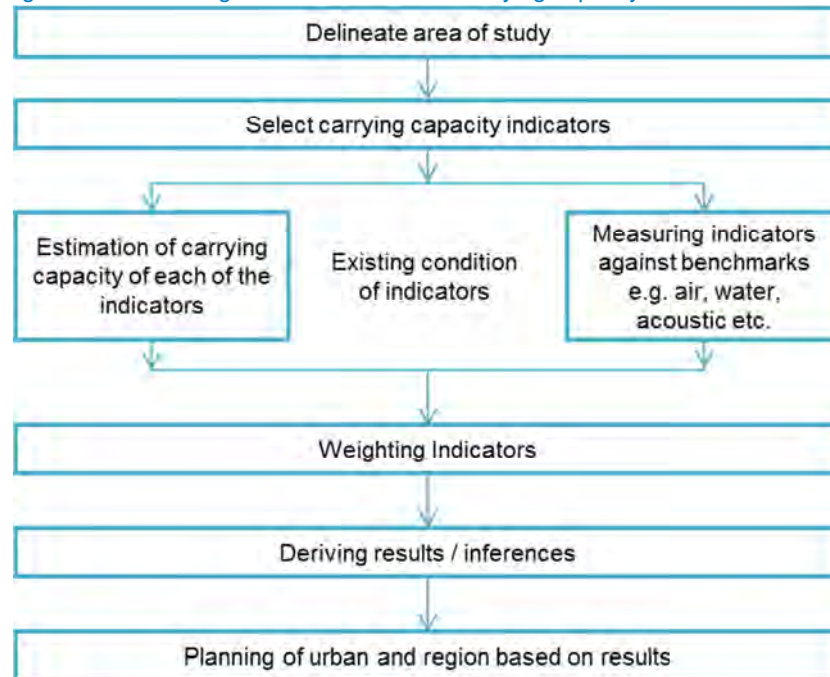 Delineate area of study
Select carrying capacity indicators
Estimation of carrying
capacity of each of the
indicators
Existing condition
of indicators
Measuring indicators
against benchmarks
e.g. air, water,
acoustic etc.
Weighting Indicators
Deriving results / inferences
Planning of urban and region based on results